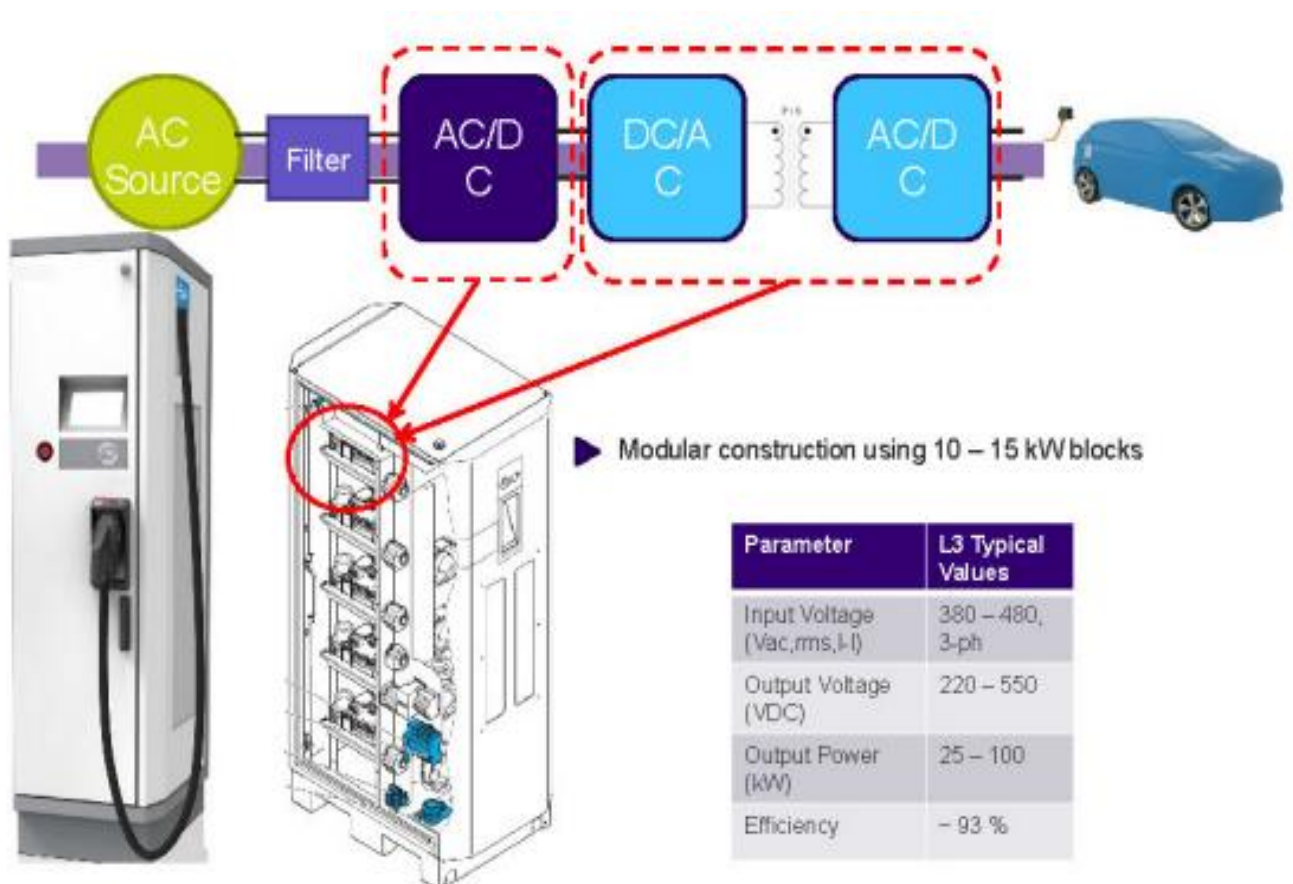 AC
Source
Filter
AC/D
C
DC/A
C
AC/D
C
Modular construction using 10 – 15 kW blocks
Parameter
L3 Typical
Values
Input Voltage
(Vac,rms,l-l)
380 – 480,
3-ph
Output Voltage
(VDC)
220 – 550
Output Power
(kW)
25 – 100
Efficiency
~ 93 %